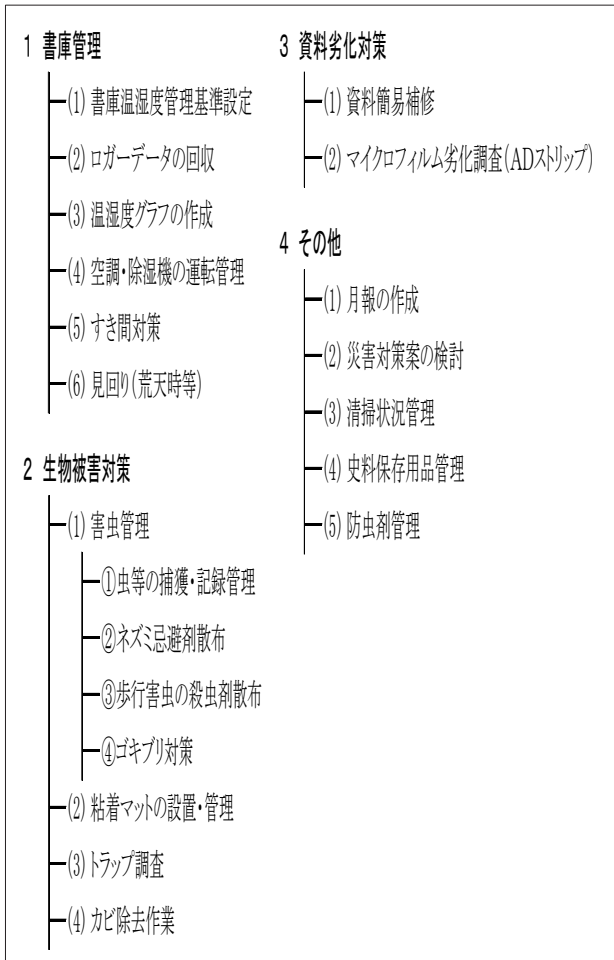 1 書庫管理
(1) 書庫温湿度管理基準設定
(2) ロガーデータの回収
(3) 温湿度グラフの作成
(4) 空調・除湿機の運転管理
(5) すき間対策
(6) 見回り(荒天時等)
2 生物被害対策
(1) 害虫管理
①虫等の捕獲・記録管理
②ネズミ忌避剤散布
③歩行害虫の殺虫剤散布
④ゴキブリ対策
(2) 粘着マットの設置・管理
(3) トラップ調査
(4) カビ除去作業
3 資料劣化対策
(1) 資料簡易補修
(2) マイクロフィルム劣化調査(ADストリップ)
4 その他
(1) 月報の作成
(2) 災害対策案の検討
(3) 清掃状況管理
(4) 史料保存用品管理
(5) 防虫剤管理